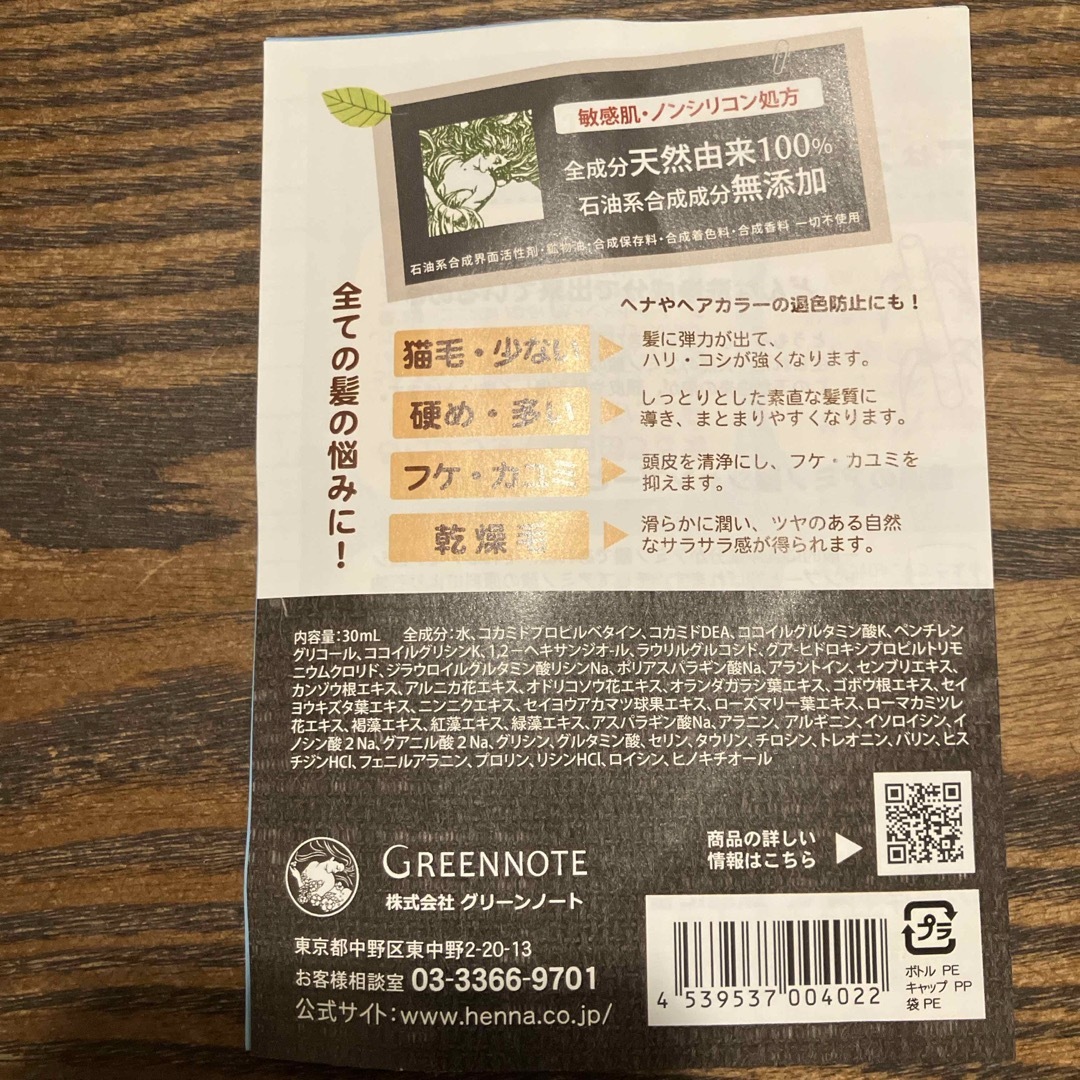 敏感肌・ノンシリコン処方
全成分天然由来100%
石油系合成成分無添加
石油系合成界面活性剤・鉱物油・合成保存料・合成着色料・合成香料 一切不使用
全ての髪の悩みに！
ヘナやヘアカラーの退色防止にも！
猫毛・少ない
髪に弾力が出て、
ハリ・コシが強くなります。
硬め・多い
しっとりとした素直な髪質に
導き、まとまりやすくなります。
フケ・カユミ
頭皮を清浄にし、フケ・カユミを
抑えます。
乾燥毛
滑らかに潤い、ツヤのある自然
なサラサラ感が得られます。
内容量：30mL 全成分：水、コカミドプロピルベタイン、コカミドDEA、ココイルグルタミン酸K、ペンチレン
グリコール、ココイルグリシンK、1,2－ヘキサンジオール、ラウリルグルコシド、グアーヒドロキシプロピルトリモ
ニウムクロリド、ジラウロイルグルタミン酸リシンNa、ポリアスパラギン酸Na、アラントイン、センブリエキス、
カンゾウ根エキス、アルニカ花エキス、オドリコソウ花エキス、オランダガラシ葉エキス、ゴボウ根エキス、セイ
ヨウキズタ葉エキス、ニンニクエキス、セイヨウアカマツ球果エキス、ローズマリー葉エキス、ローマカミツレ
花エキス、褐藻エキス、紅藻エキス、緑藻エキス、アスパラギン酸Na、アラニン、アルギニン、イソロイシン、イ
ノシン酸2Na、グアニル酸2Na、グリシン、グルタミン酸、セリン、タウリン、チロシン、トレオニン、バリン、ヒス
チジンHCl、フェニルアラニン、プロリン、リシンHCl、ロイシン、ヒノキチオール
商品の詳しい
情報はこちら
GREENNOTE
株式会社 グリーンノート
東京都中野区東中野2-20-13
お客様相談室 03-3366-9701
公式サイト：www.henna.co.jp/
4 539537 004022
プラ
ボトル PE
キャップ PP
袋 PE